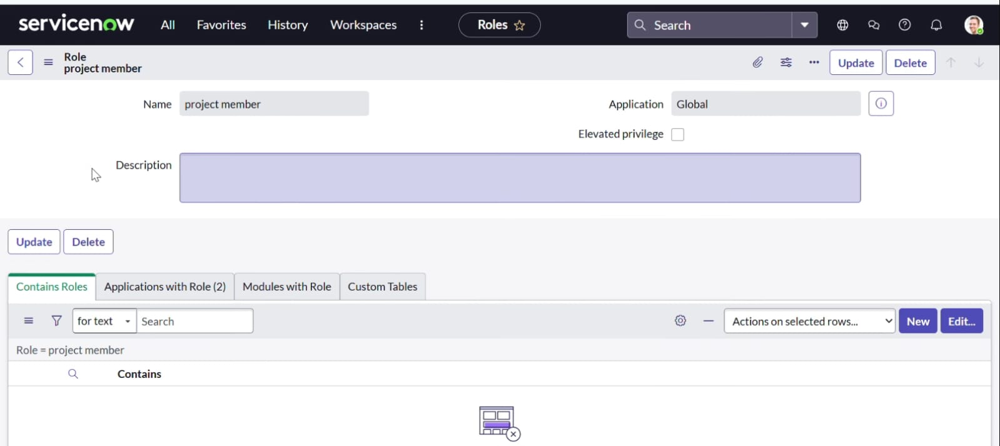 servicenow All Favorites History Workspaces Roles Search
Role
project member
Update Delete
Name project member Application Global
Elevated privilege
Description
Update Delete
Contains Roles Applications with Role (2) Modules with Role Custom Tables
for text Search Actions on selected rows... New Edit...
Role = project member
Contains